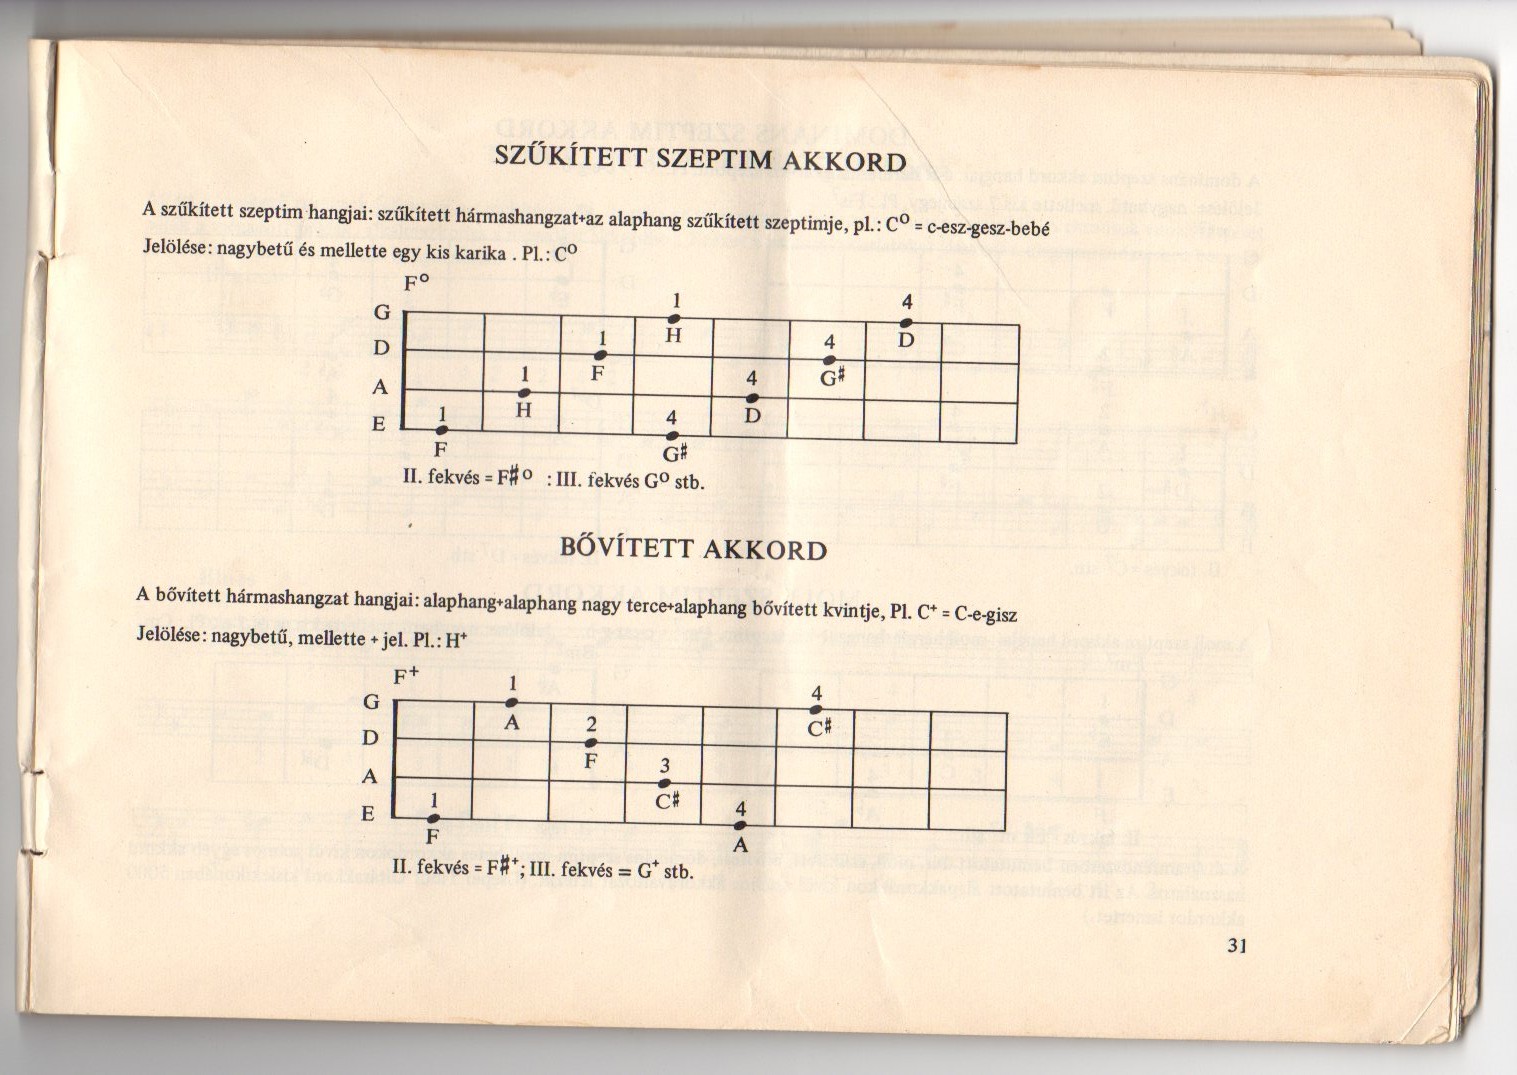 SZŰKÍTETT SZEPTIM AKKORD
A szűkített szeptim hangjai: szűkített hármashangzat+az alaphang szűkített szeptimje, pl.: C° = c-esz-gesz-bebé
Jelölése: nagybetű és mellette egy kis karika . Pl.: C°
F°
1 4
G
H D
1 4
D
F G♯
1 4
A
H D
1 4
E
F G♯
II. fekvés = F♯° : III. fekvés G° stb.
BŐVÍTETT AKKORD
A bővített hármashangzat hangjai: alaphang+alaphang nagy terce+alaphang bővített kvintje, Pl. C+ = C-e-gisz
Jelölése: nagybetű, mellette + jel. Pl.: H+
F+
1 4
G
A C♯
2
D
F
3
A
C♯
1 4
E
F A
II. fekvés = F♯+; III. fekvés = G+ stb.
31